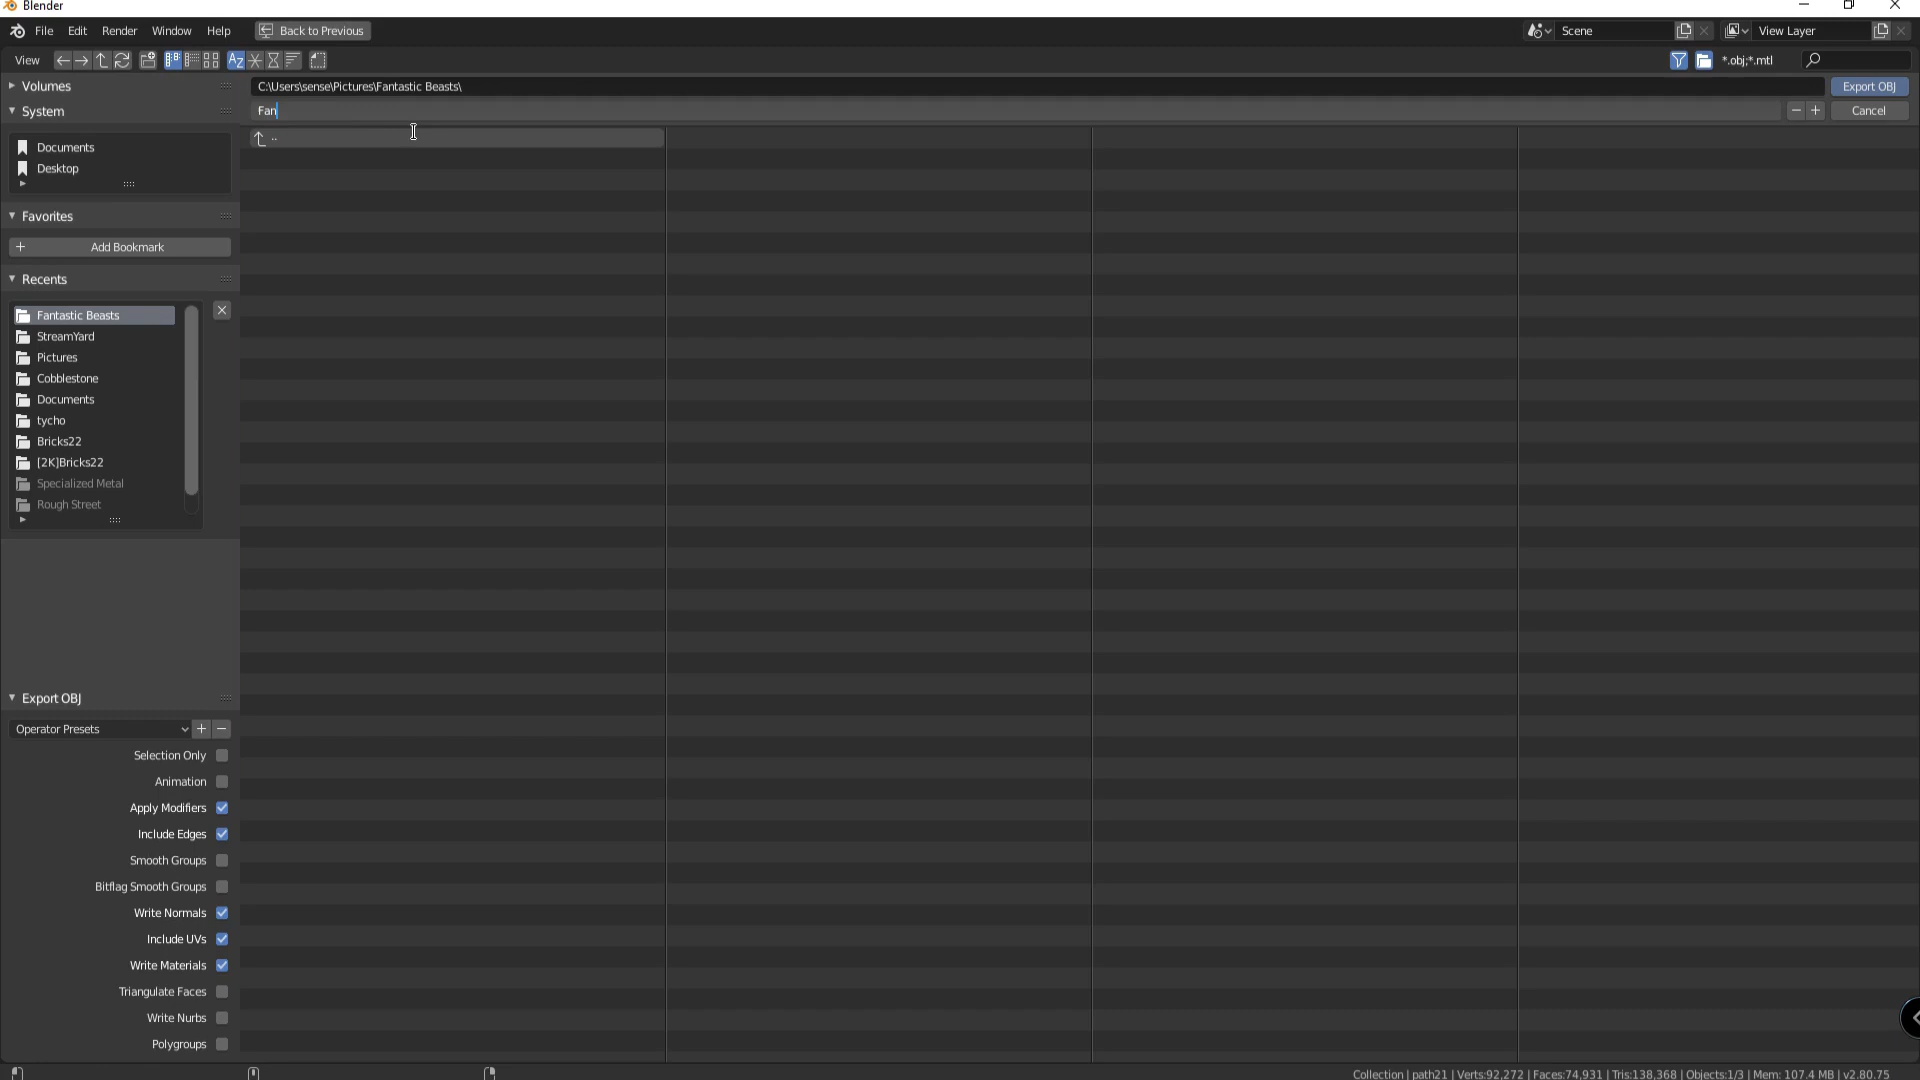 Blender
File Edit Render Window Help Back to Previous Scene View Layer
View *.obj;*.mtl
Volumes C:\Users\sense\Pictures\Fantastic Beasts\ Export OBJ
System Fan Cancel
..
Documents
Desktop
Favorites
Add Bookmark
Recents
Fantastic Beasts
StreamYard
Pictures
Cobblestone
Documents
tycho
Bricks22
[2K]Bricks22
Specialized Metal
Rough Street
Export OBJ
Operator Presets
Selection Only
Animation
Apply Modifiers
Include Edges
Smooth Groups
Bitflag Smooth Groups
Write Normals
Include UVs
Write Materials
Triangulate Faces
Write Nurbs
Polygroups
Collection | path21 | Verts:92,272 | Faces:74,931 | Tris:138,368 | Objects:1/3 | Mem: 107.4 MB | v2.80.75